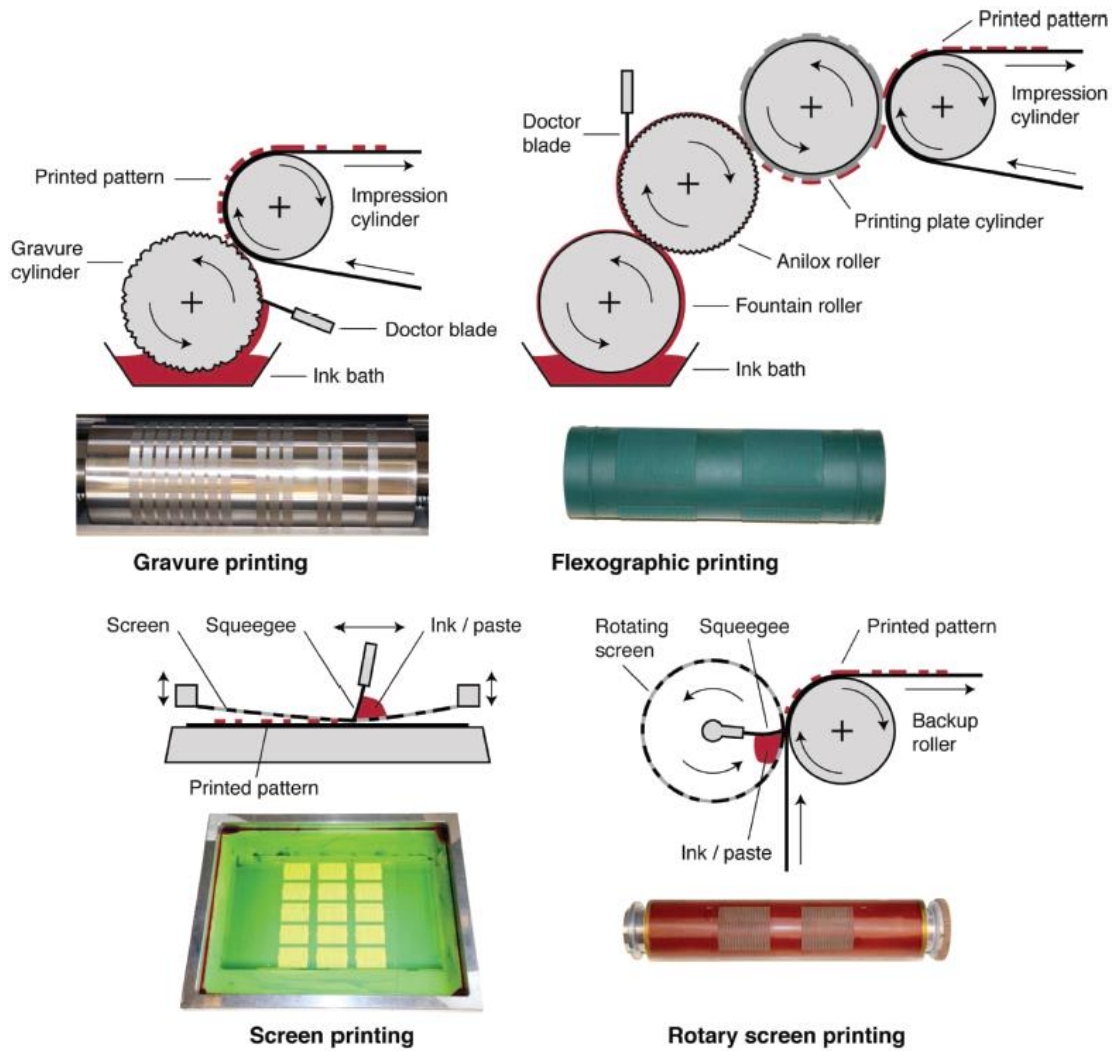 Printed pattern
Impression
cylinder
Gravure
cylinder
Doctor blade
Ink bath
Gravure printing
Printed pattern
Impression
cylinder
Doctor
blade
Printing plate cylinder
Anilox roller
Fountain roller
Ink bath
Flexographic printing
Screen
Squeegee
Ink / paste
Printed pattern
Screen printing
Rotating
screen
Squeegee
Printed pattern
Backup
roller
Ink / paste
Rotary screen printing